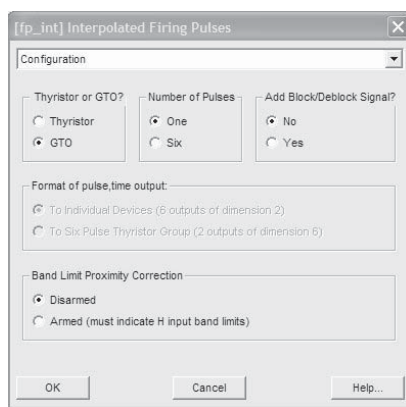 [fp_int] Interpolated Firing Pulses
Configuration
Thyristor or GTO?
Thyristor
GTO
Number of Pulses
One
Six
Add Block/Deblock Signal?
No
Yes
Format of pulse,time output:
To Individual Devices (6 outputs of dimension 2)
To Six Pulse Thyristor Group (2 outputs of dimension 6)
Band Limit Proximity Correction
Disarmed
Armed (must indicate H input band limits)
OK Cancel Help...